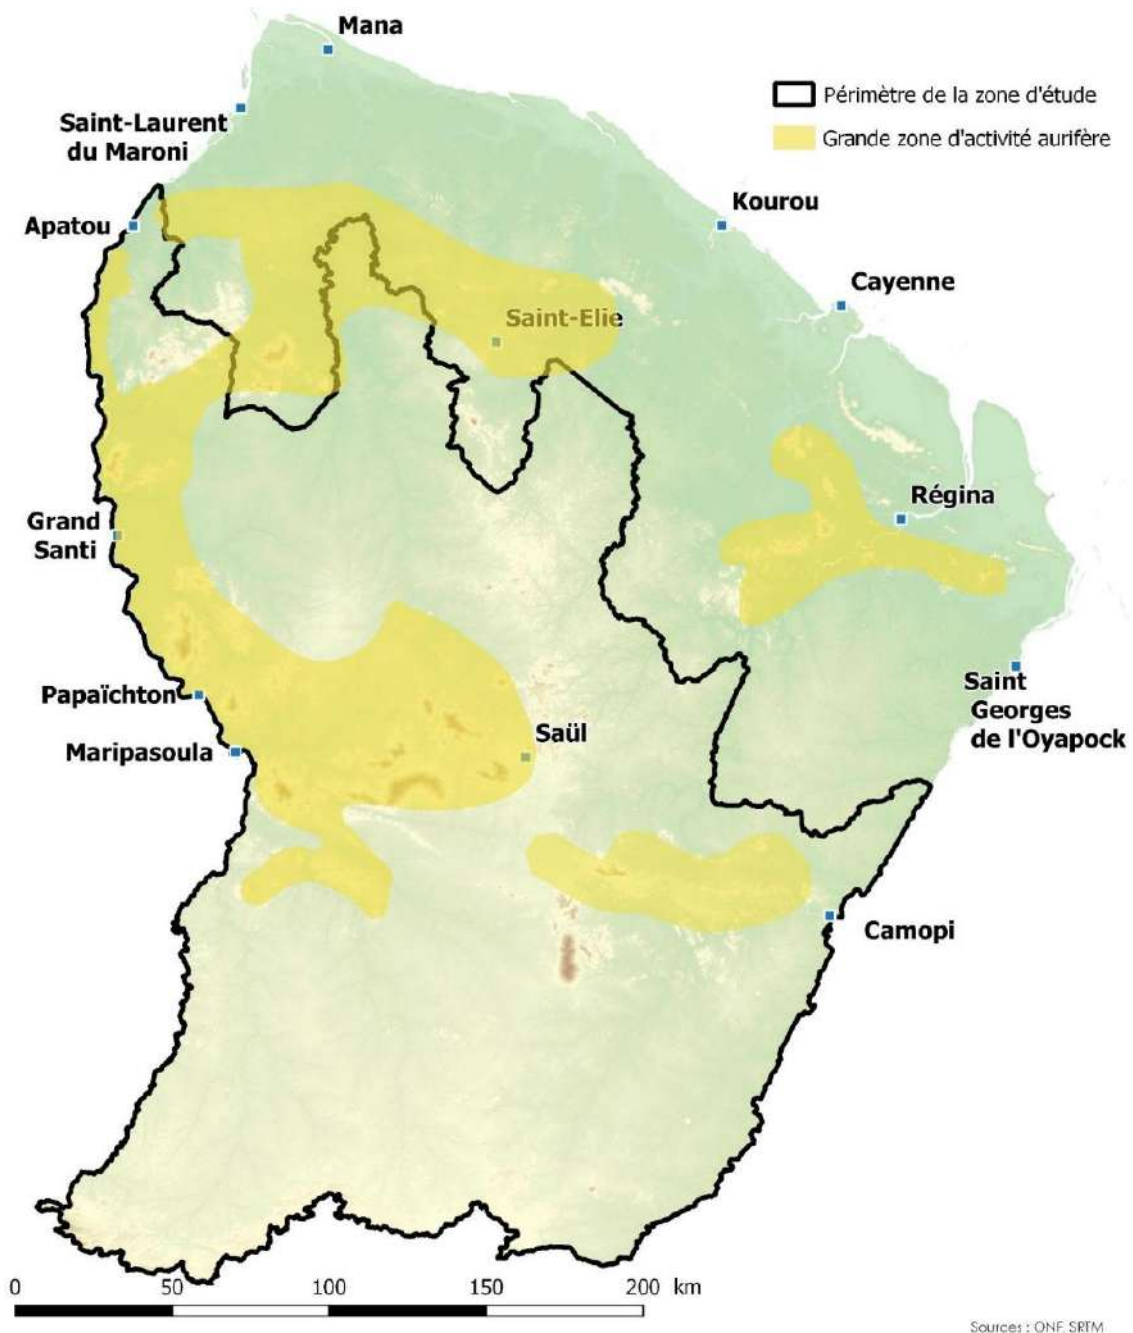 Mana
Périmètre de la zone d'étude
Saint-Laurent
du Maroni
Grande zone d'activité aurifère
Kourou
Apatou
Cayenne
Saint-Elie
Régina
Grand
Santi
Saint
Georges
de l'Oyapock
Papaïchton
Saül
Maripasoula
Camopi
0 50 100 150 200 km
Sources : ONF, SRTM